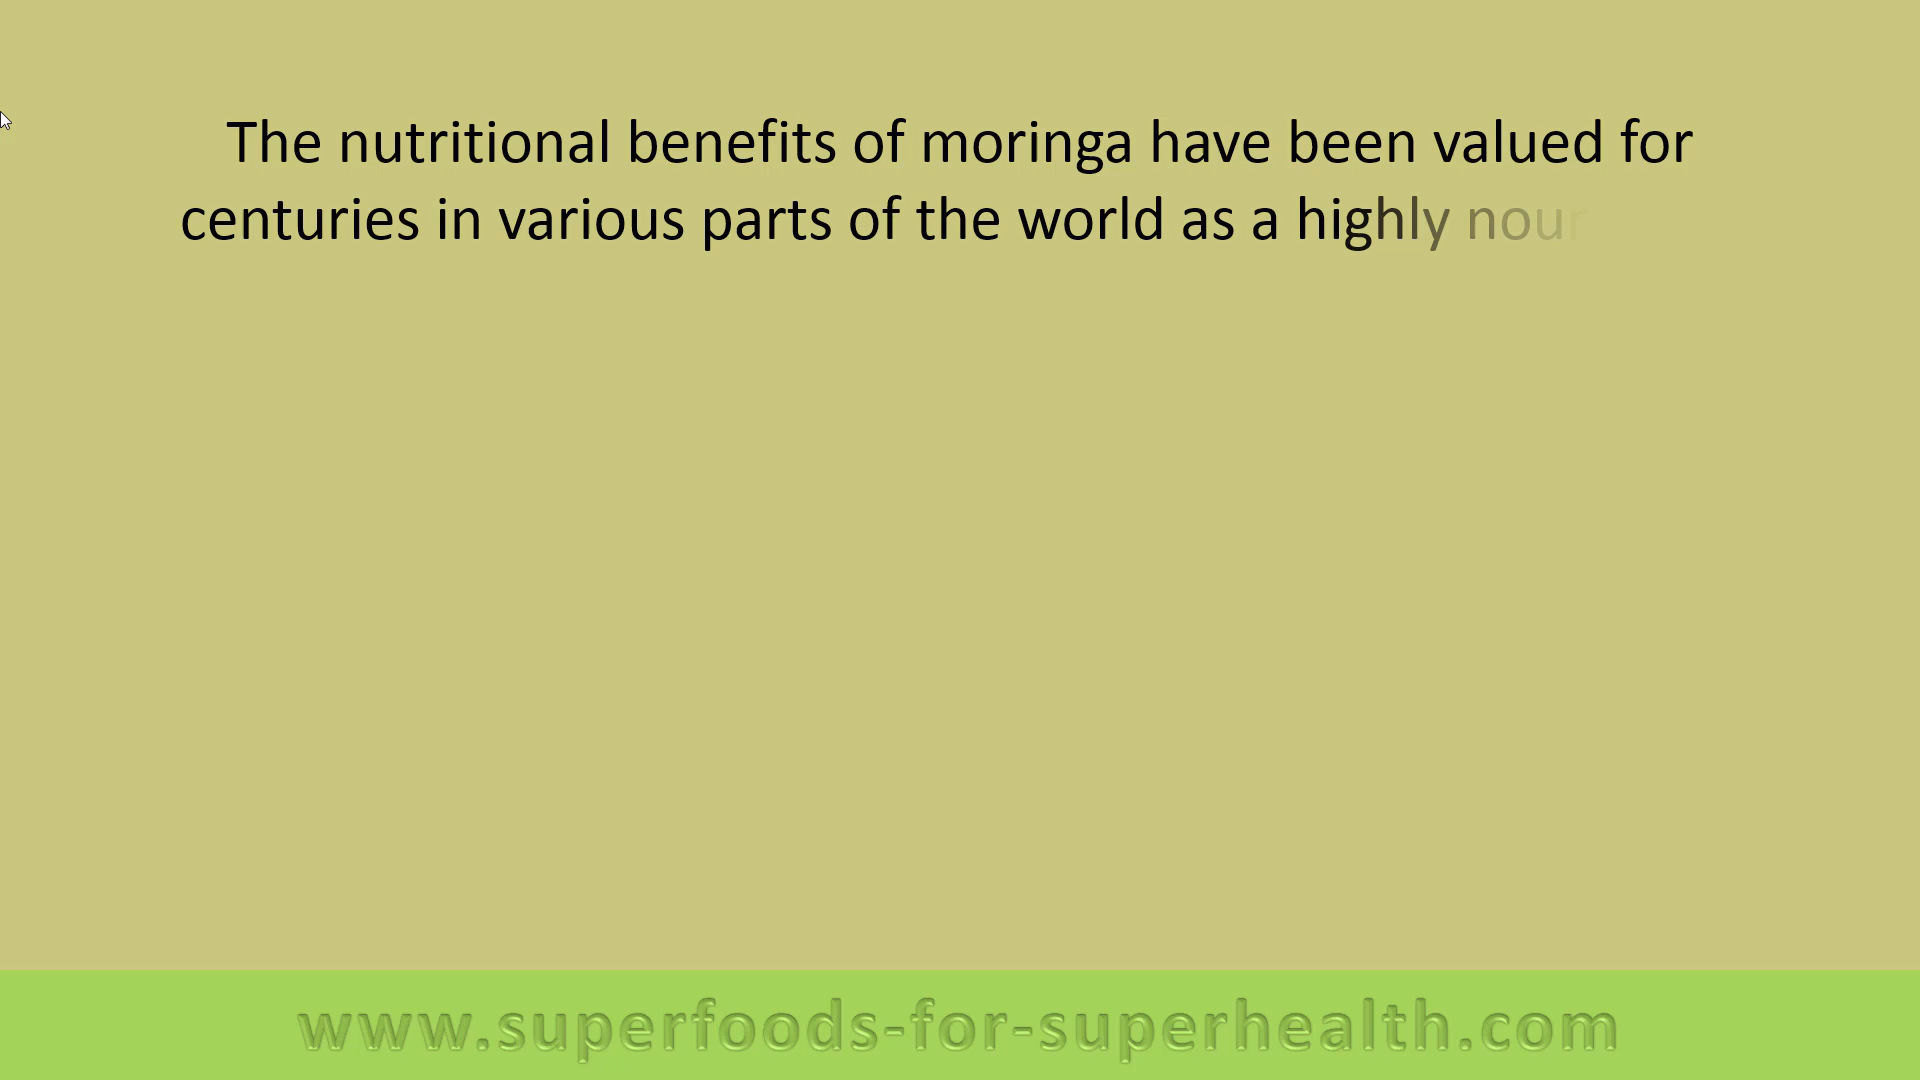 The nutritional benefits of moringa have been valued for
centuries in various parts of the world as a highly nour
www.superfoods-for-superhealth.com